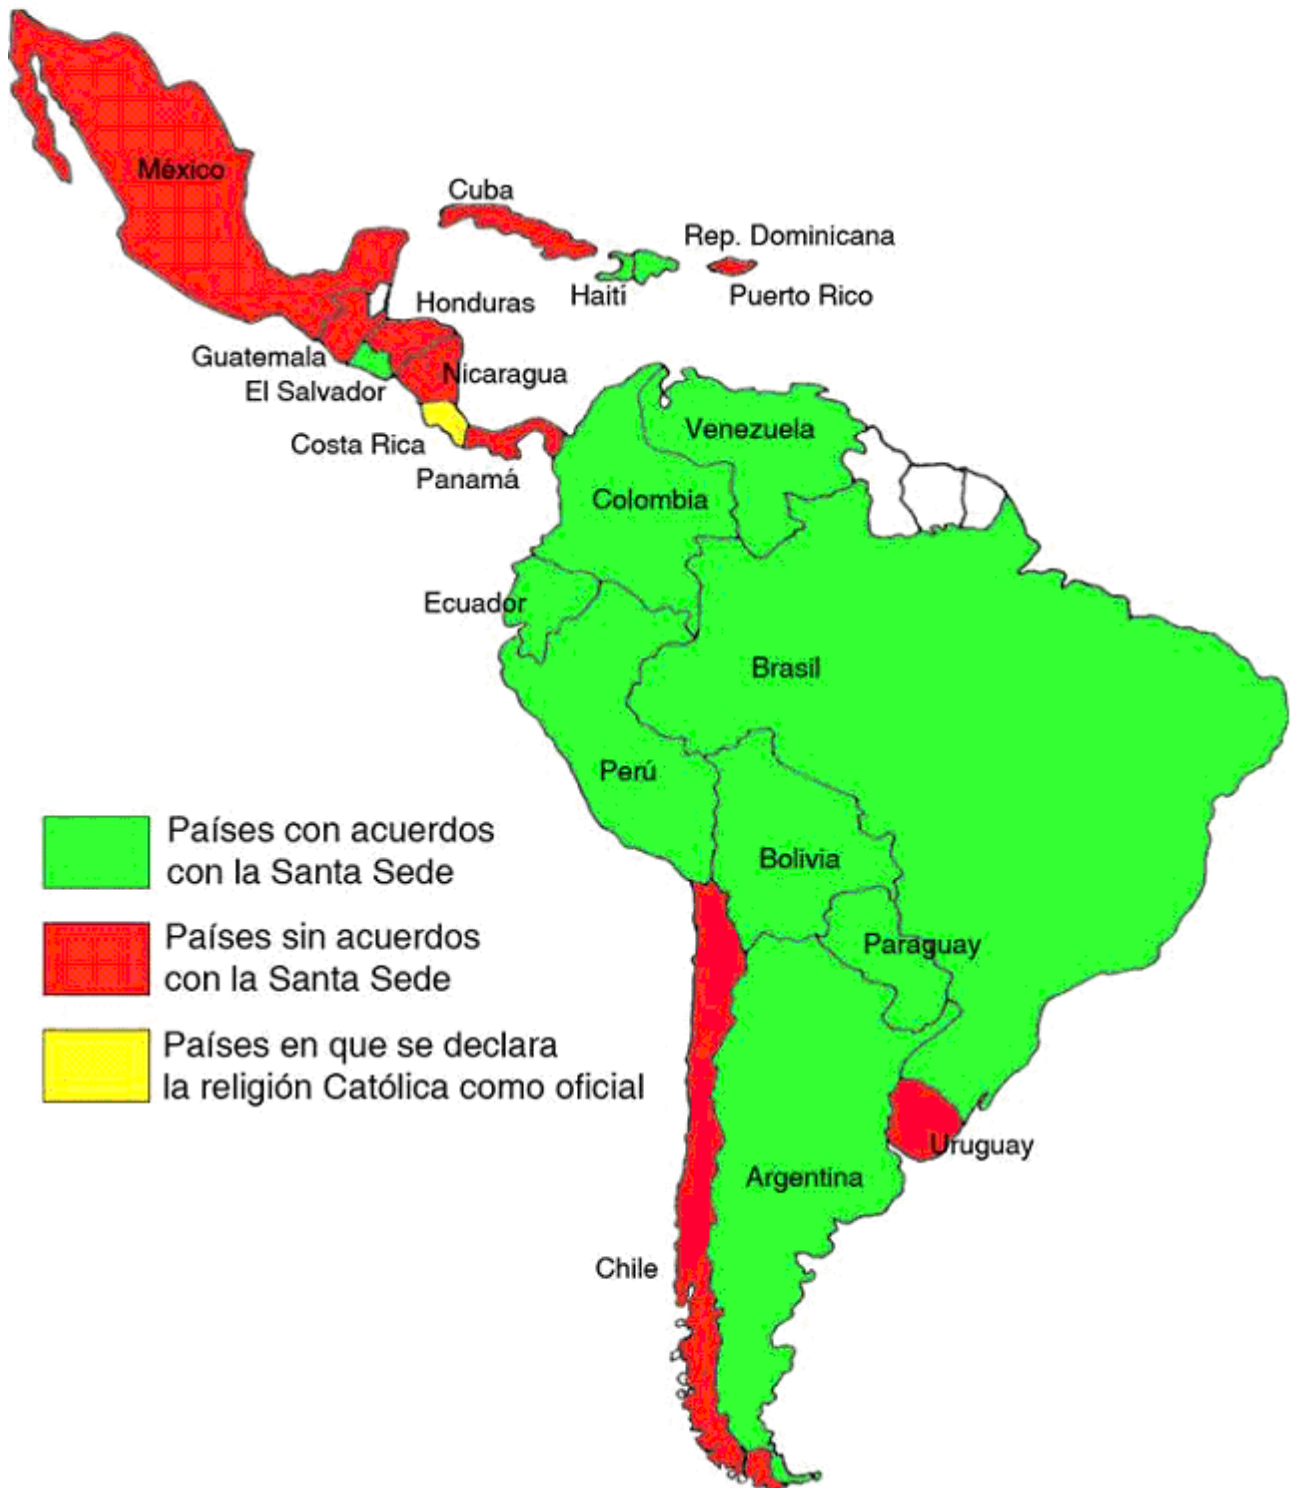 México
Cuba
Rep. Dominicana
Haití
Puerto Rico
Honduras
Guatemala
Nicaragua
El Salvador
Costa Rica
Panamá
Venezuela
Colombia
Ecuador
Brasil
Perú
Bolivia
Paraguay
Uruguay
Argentina
Chile
Países con acuerdos
con la Santa Sede
Países sin acuerdos
con la Santa Sede
Países en que se declara
la religión Católica como oficial